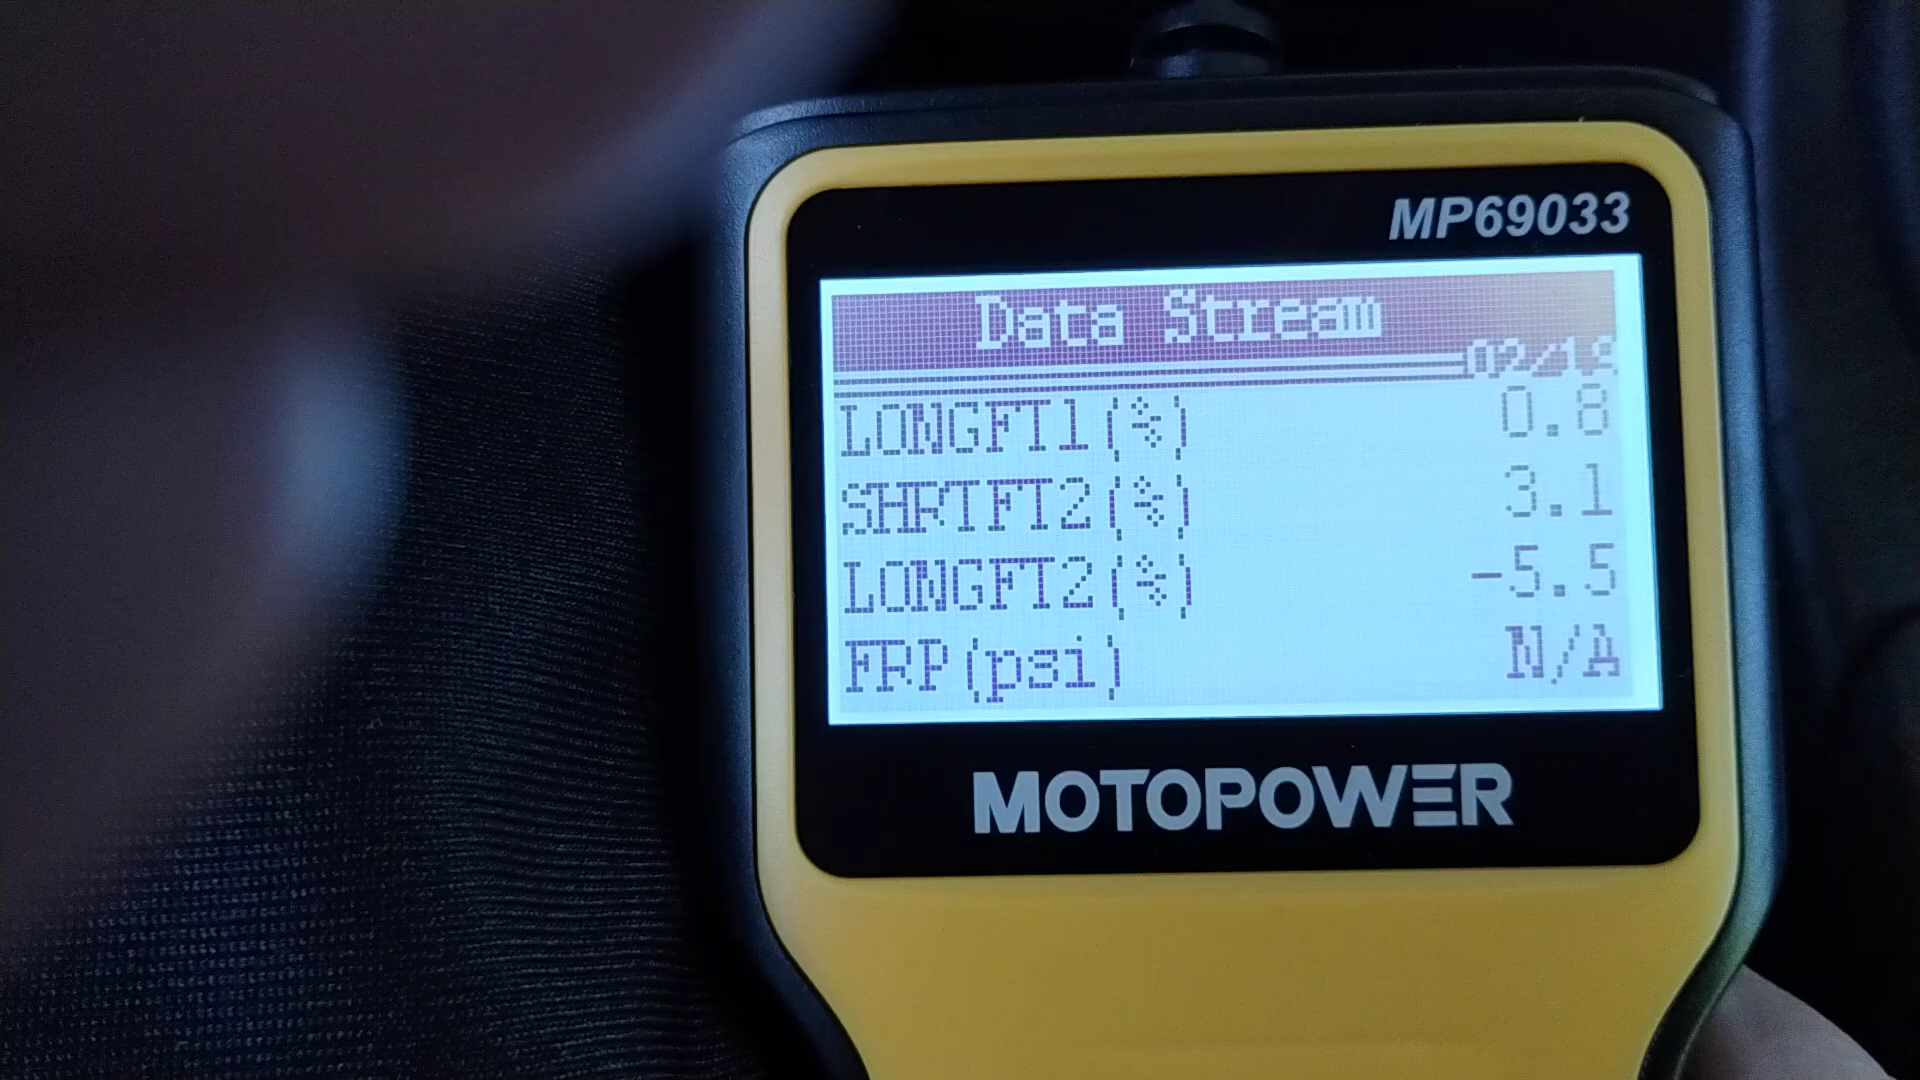 MP69033
Data Stream
LONGFT1(%) 0.8
SHRTFT2(%) 3.1
LONGFT2(%) -5.5
FRP(psi) N/A
MOTOPOWER